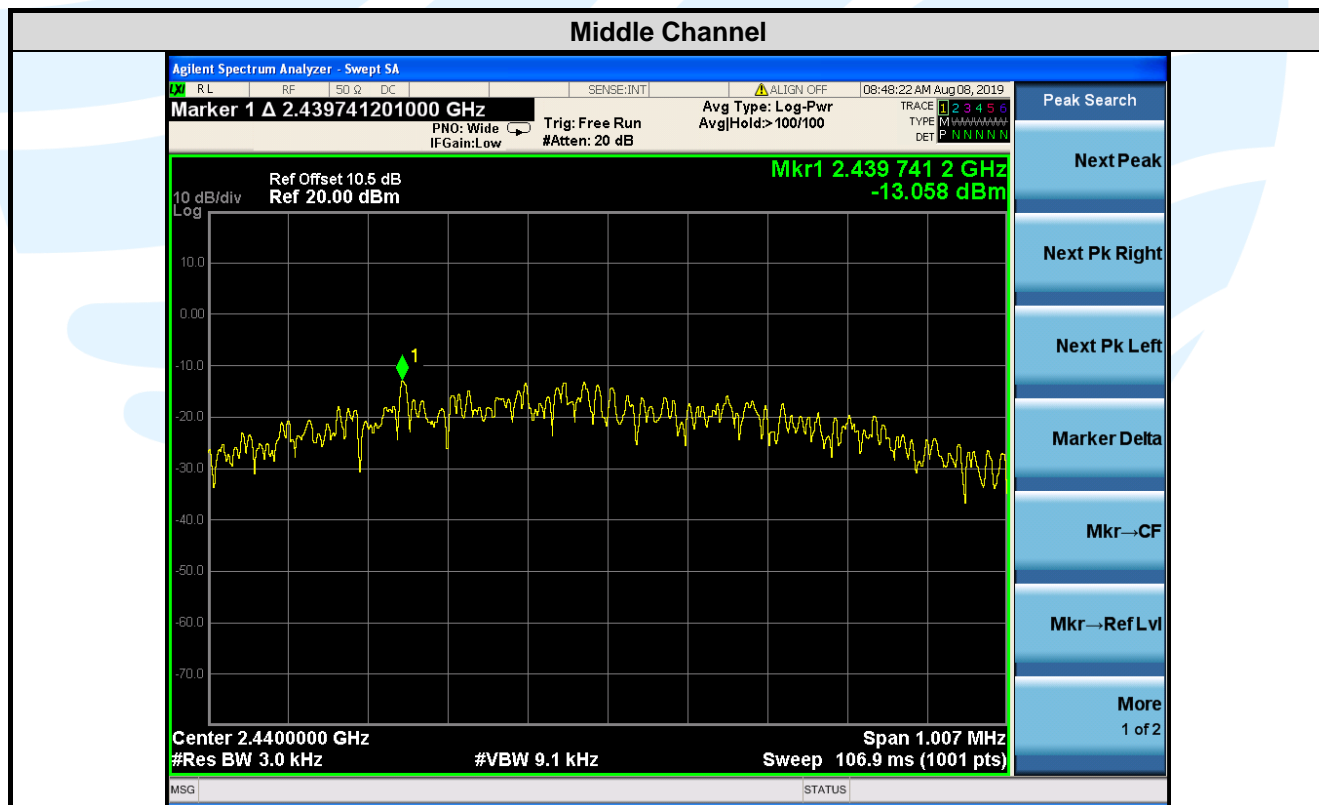 Middle Channel
Agilent Spectrum Analyzer - Swept SA
LXI RL RF 50 Ω DC SENSE:INT ALIGN OFF 08:48:22 AM Aug 08, 2019
Marker 1 Δ 2.439741201000 GHz
PNO: Wide
IFGain:Low
Trig: Free Run
#Atten: 20 dB
Avg Type: Log-Pwr
Avg|Hold:>100/100
TRACE 1 2 3 4 5 6
TYPE M WWWWW
DET P N N N N N
Mkr1 2.439 741 2 GHz
-13.058 dBm
Ref Offset 10.5 dB
10 dB/div Ref 20.00 dBm
Log
10.0
0.00
-10.0
-20.0
-30.0
-40.0
-50.0
-60.0
-70.0
1
Center 2.4400000 GHz
Span 1.007 MHz
#Res BW 3.0 kHz
#VBW 9.1 kHz
Sweep 106.9 ms (1001 pts)
MSG
STATUS
Peak Search
Next Peak
Next Pk Right
Next Pk Left
Marker Delta
Mkr→CF
Mkr→Ref Lvl
More
1 of 2